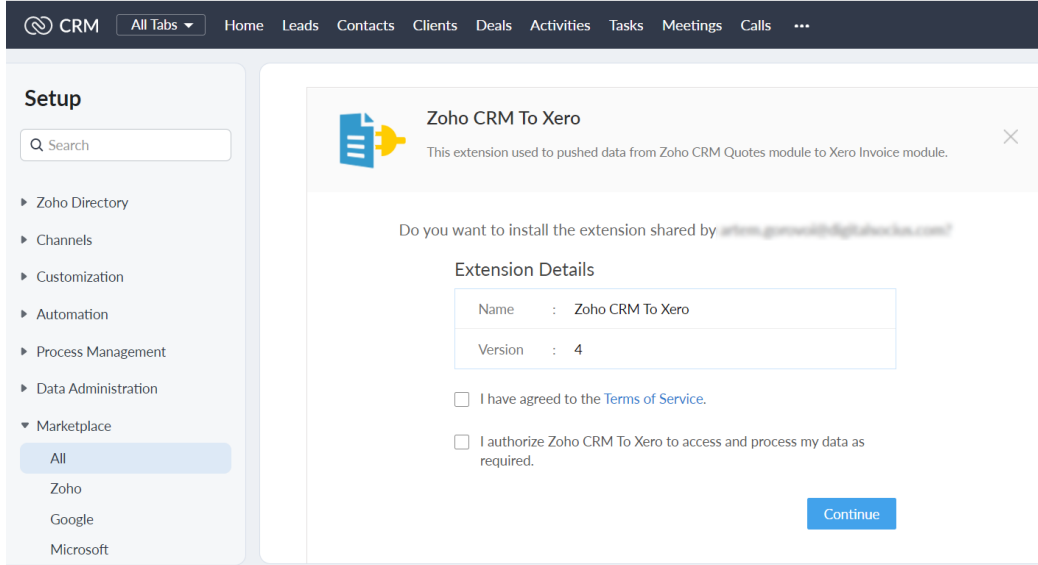 CRM All Tabs Home Leads Contacts Clients Deals Activities Tasks Meetings Calls •••
Setup
Search
Zoho Directory
Channels
Customization
Automation
Process Management
Data Administration
Marketplace
All
Zoho
Google
Microsoft
Zoho CRM To Xero
This extension used to pushed data from Zoho CRM Quotes module to Xero Invoice module.
Do you want to install the extension shared by
Extension Details
Name : Zoho CRM To Xero
Version : 4
I have agreed to the Terms of Service.
I authorize Zoho CRM To Xero to access and process my data as
required.
Continue